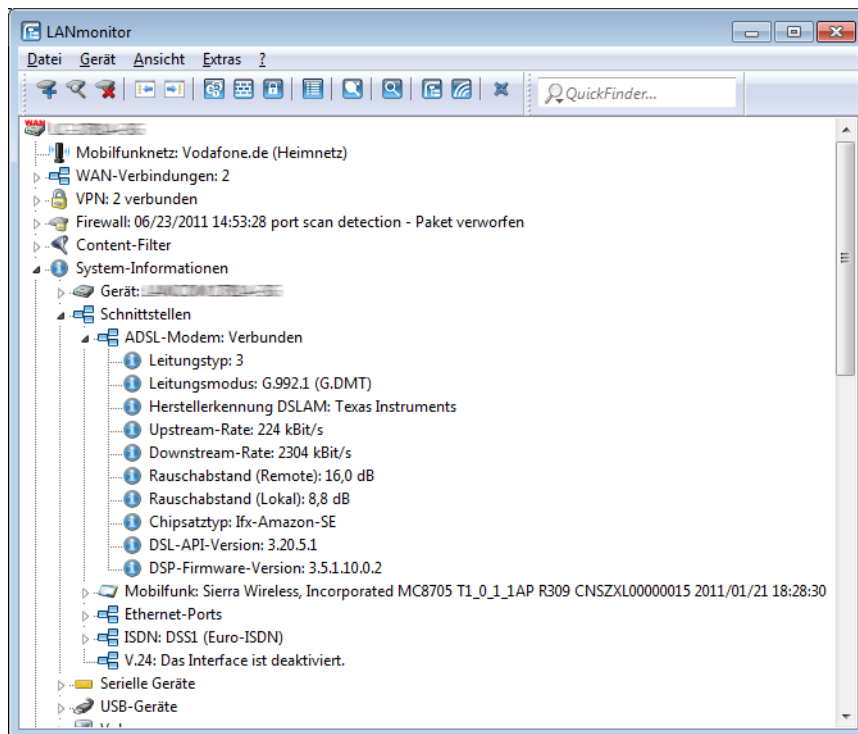 LANmonitor
Datei Gerät Ansicht Extras ?
QuickFinder...
WAN
Mobilfunknetz: Vodafone.de (Heimnetz)
WAN-Verbindungen: 2
VPN: 2 verbunden
Firewall: 06/23/2011 14:53:28 port scan detection - Paket verworfen
Content-Filter
System-Informationen
Gerät:
Schnittstellen
ADSL-Modem: Verbunden
Leitungstyp: 3
Leitungsmodus: G.992.1 (G.DMT)
Herstellerkennung DSLAM: Texas Instruments
Upstream-Rate: 224 kBit/s
Downstream-Rate: 2304 kBit/s
Rauschabstand (Remote): 16,0 dB
Rauschabstand (Lokal): 8,8 dB
Chipsatztyp: Ifx-Amazon-SE
DSL-API-Version: 3.20.5.1
DSP-Firmware-Version: 3.5.1.10.0.2
Mobilfunk: Sierra Wireless, Incorporated MC8705 T1_0_1_1AP R309 CNSZXL00000015 2011/01/21 18:28:30
Ethernet-Ports
ISDN: DSS1 (Euro-ISDN)
V.24: Das Interface ist deaktiviert.
Serielle Geräte
USB-Geräte